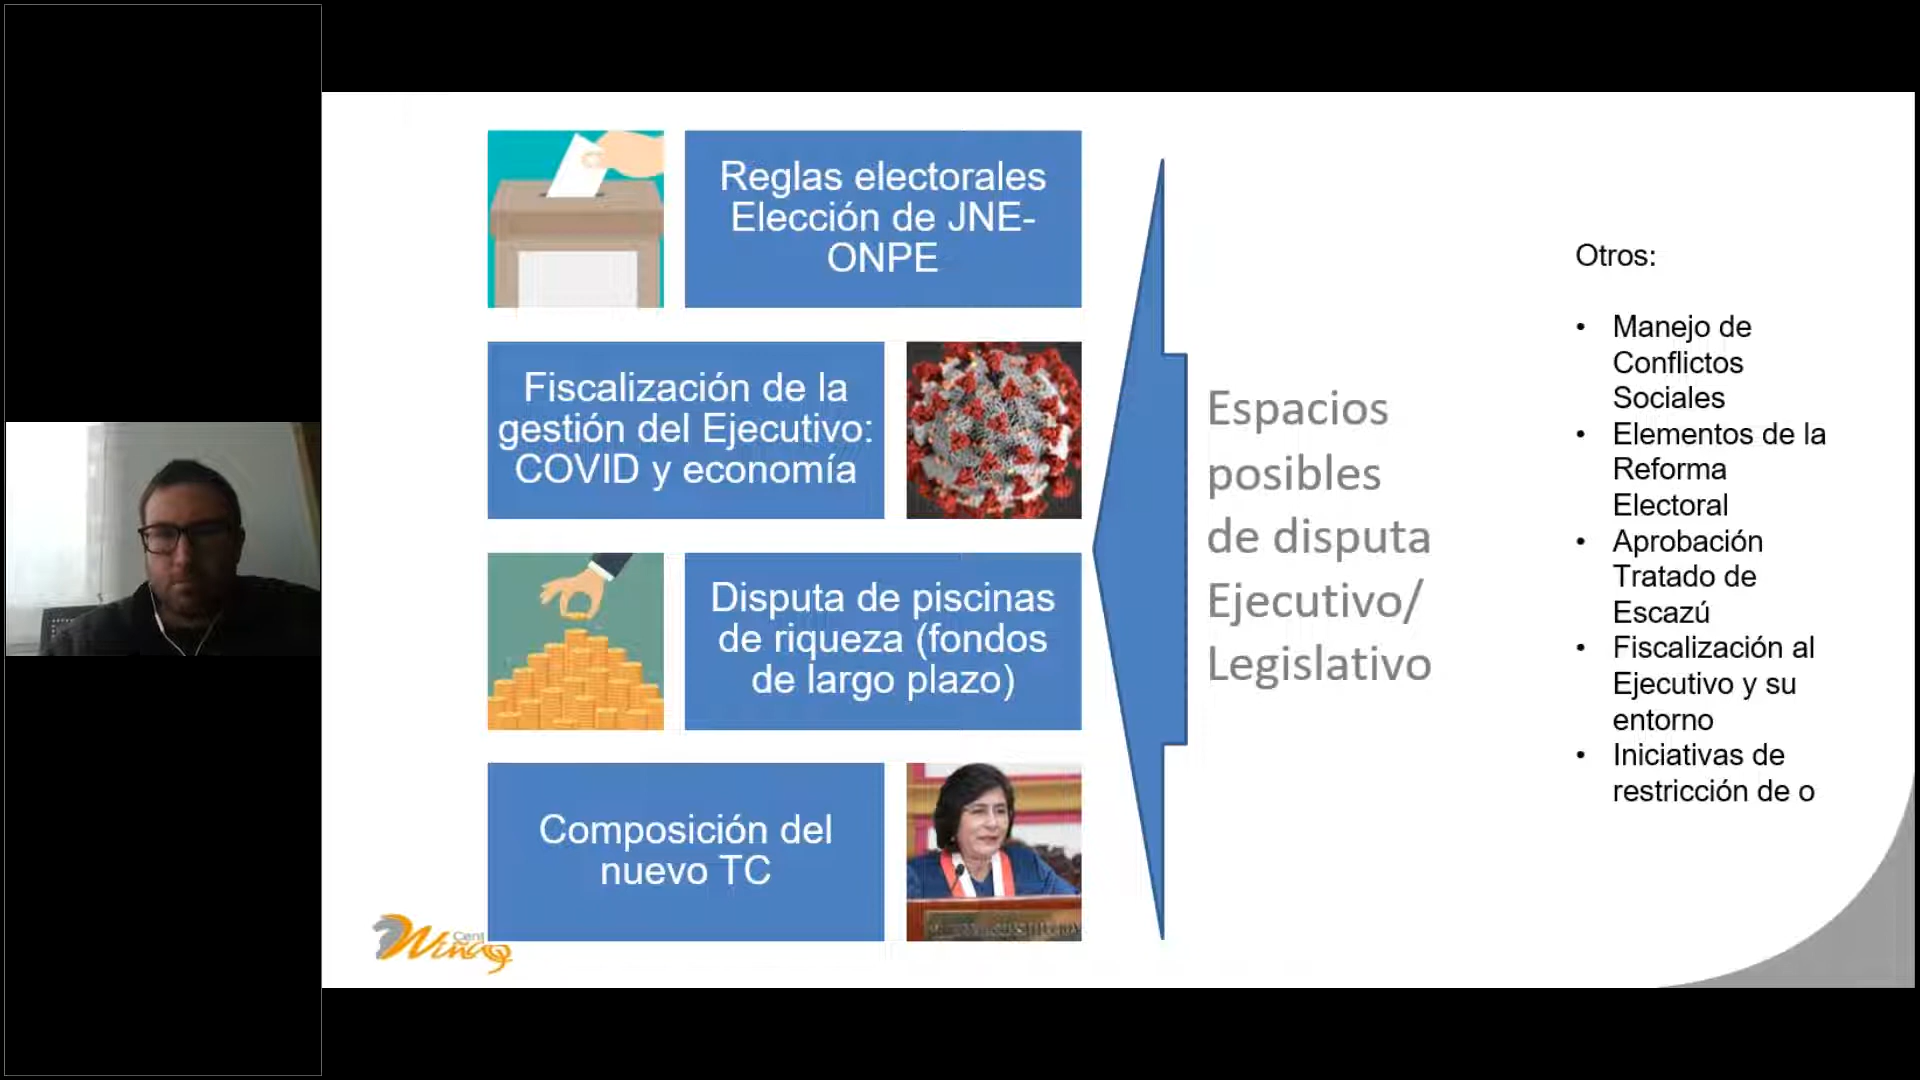 Reglas electorales
Elección de JNE-
ONPE
Fiscalización de la
gestión del Ejecutivo:
COVID y economía
Disputa de piscinas
de riqueza (fondos
de largo plazo)
Composición del
nuevo TC
Espacios
posibles
de disputa
Ejecutivo/
Legislativo
Otros:
• Manejo de
Conflictos
Sociales
• Elementos de la
Reforma
Electoral
• Aprobación
Tratado de
Escazú
• Fiscalización al
Ejecutivo y su
entorno
• Iniciativas de
restricción de o
Cent
Wiñaq